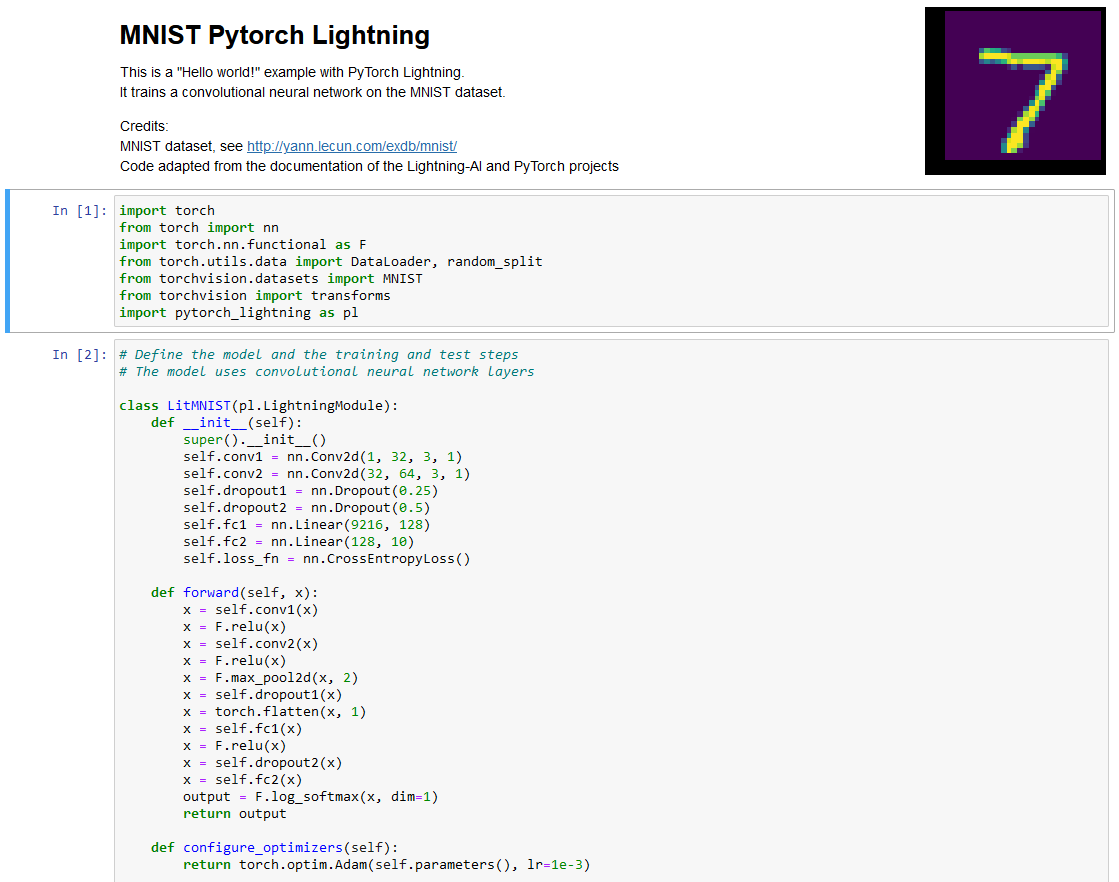 MNIST Pytorch Lightning
This is a "Hello world!" example with PyTorch Lightning.
It trains a convolutional neural network on the MNIST dataset.
Credits:
MNIST dataset, see http://yann.lecun.com/exdb/mnist/
Code adapted from the documentation of the Lightning-AI and PyTorch projects
7
In [1]:
import torch
from torch import nn
import torch.nn.functional as F
from torch.utils.data import DataLoader, random_split
from torchvision.datasets import MNIST
from torchvision import transforms
import pytorch_lightning as pl
In [2]:
# Define the model and the training and test steps
# The model uses convolutional neural network layers
class LitMNIST(pl.LightningModule):
    def __init__(self):
        super().__init__()
        self.conv1 = nn.Conv2d(1, 32, 3, 1)
        self.conv2 = nn.Conv2d(32, 64, 3, 1)
        self.dropout1 = nn.Dropout(0.25)
        self.dropout2 = nn.Dropout(0.5)
        self.fc1 = nn.Linear(9216, 128)
        self.fc2 = nn.Linear(128, 10)
        self.loss_fn = nn.CrossEntropyLoss()
    def forward(self, x):
        x = self.conv1(x)
        x = F.relu(x)
        x = self.conv2(x)
        x = F.relu(x)
        x = F.max_pool2d(x, 2)
        x = self.dropout1(x)
        x = torch.flatten(x, 1)
        x = self.fc1(x)
        x = F.relu(x)
        x = self.dropout2(x)
        x = self.fc2(x)
        output = F.log_softmax(x, dim=1)
        return output
    def configure_optimizers(self):
        return torch.optim.Adam(self.parameters(), lr=1e-3)